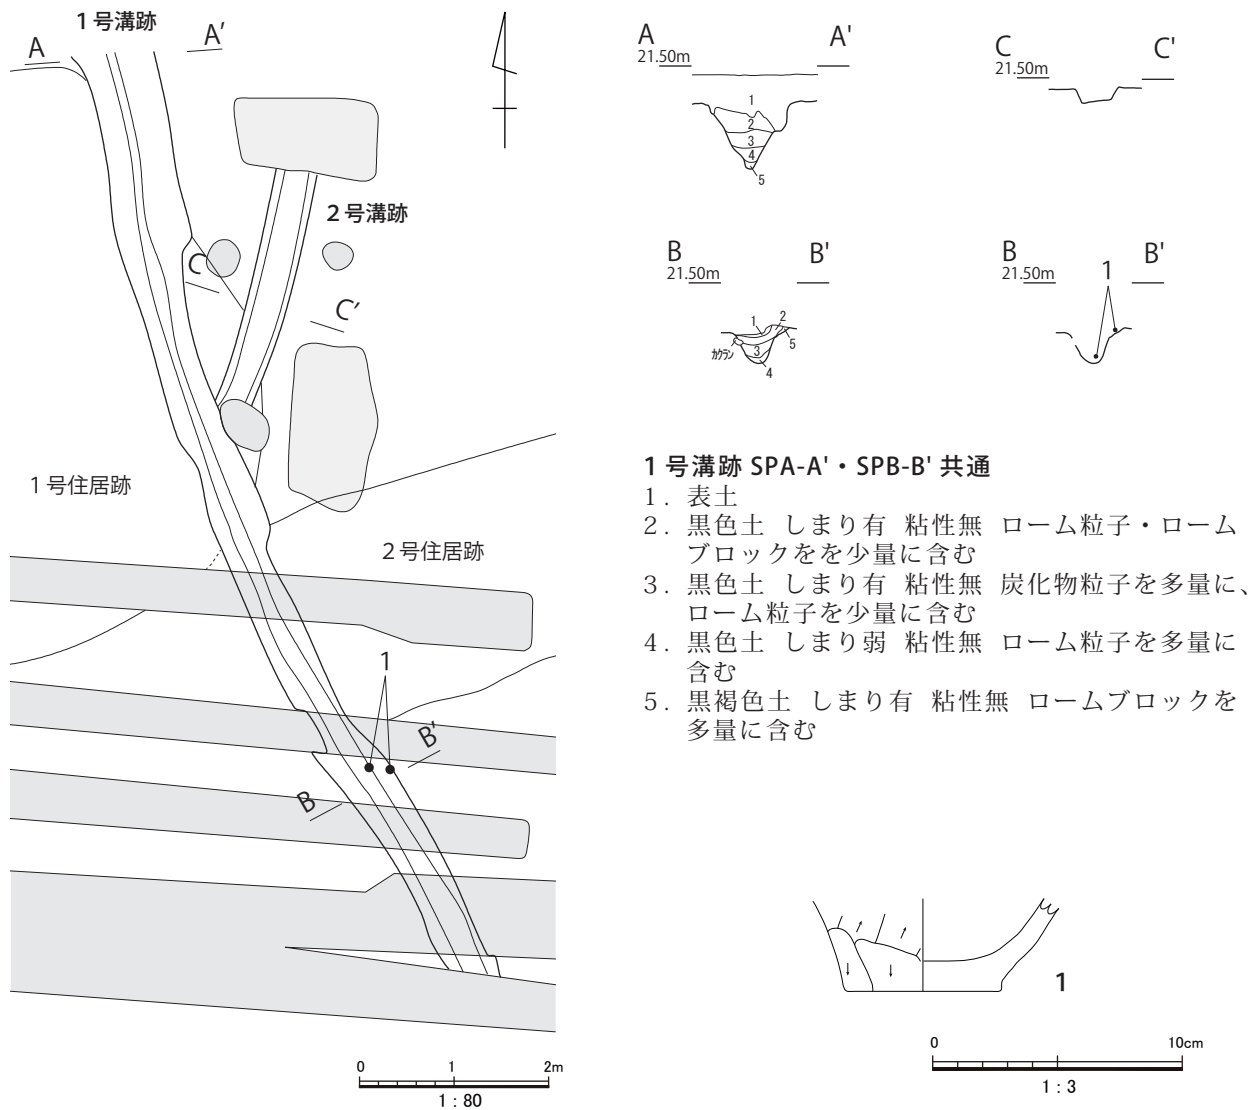 1号溝跡
A
A′
2号溝跡
C
C′
1号住居跡
2号住居跡
1
B′
B
0 1 2m
1 : 80
A A'
21.50m
1
2
3
4
5
C C'
21.50m
B B'
21.50m
1
2
カクラン
3
5
4
B 1 B'
21.50m
1号溝跡 SPA-A'・SPB-B' 共通
1. 表土
2. 黒色土 しまり有 粘性無 ローム粒子・ローム
ブロックをを少量に含む
3. 黒色土 しまり有 粘性無 炭化物粒子を多量に、
ローム粒子を少量に含む
4. 黒色土 しまり弱 粘性無 ローム粒子を多量に
含む
5. 黒褐色土 しまり有 粘性無 ロームブロックを
多量に含む
1
0 10cm
1 : 3